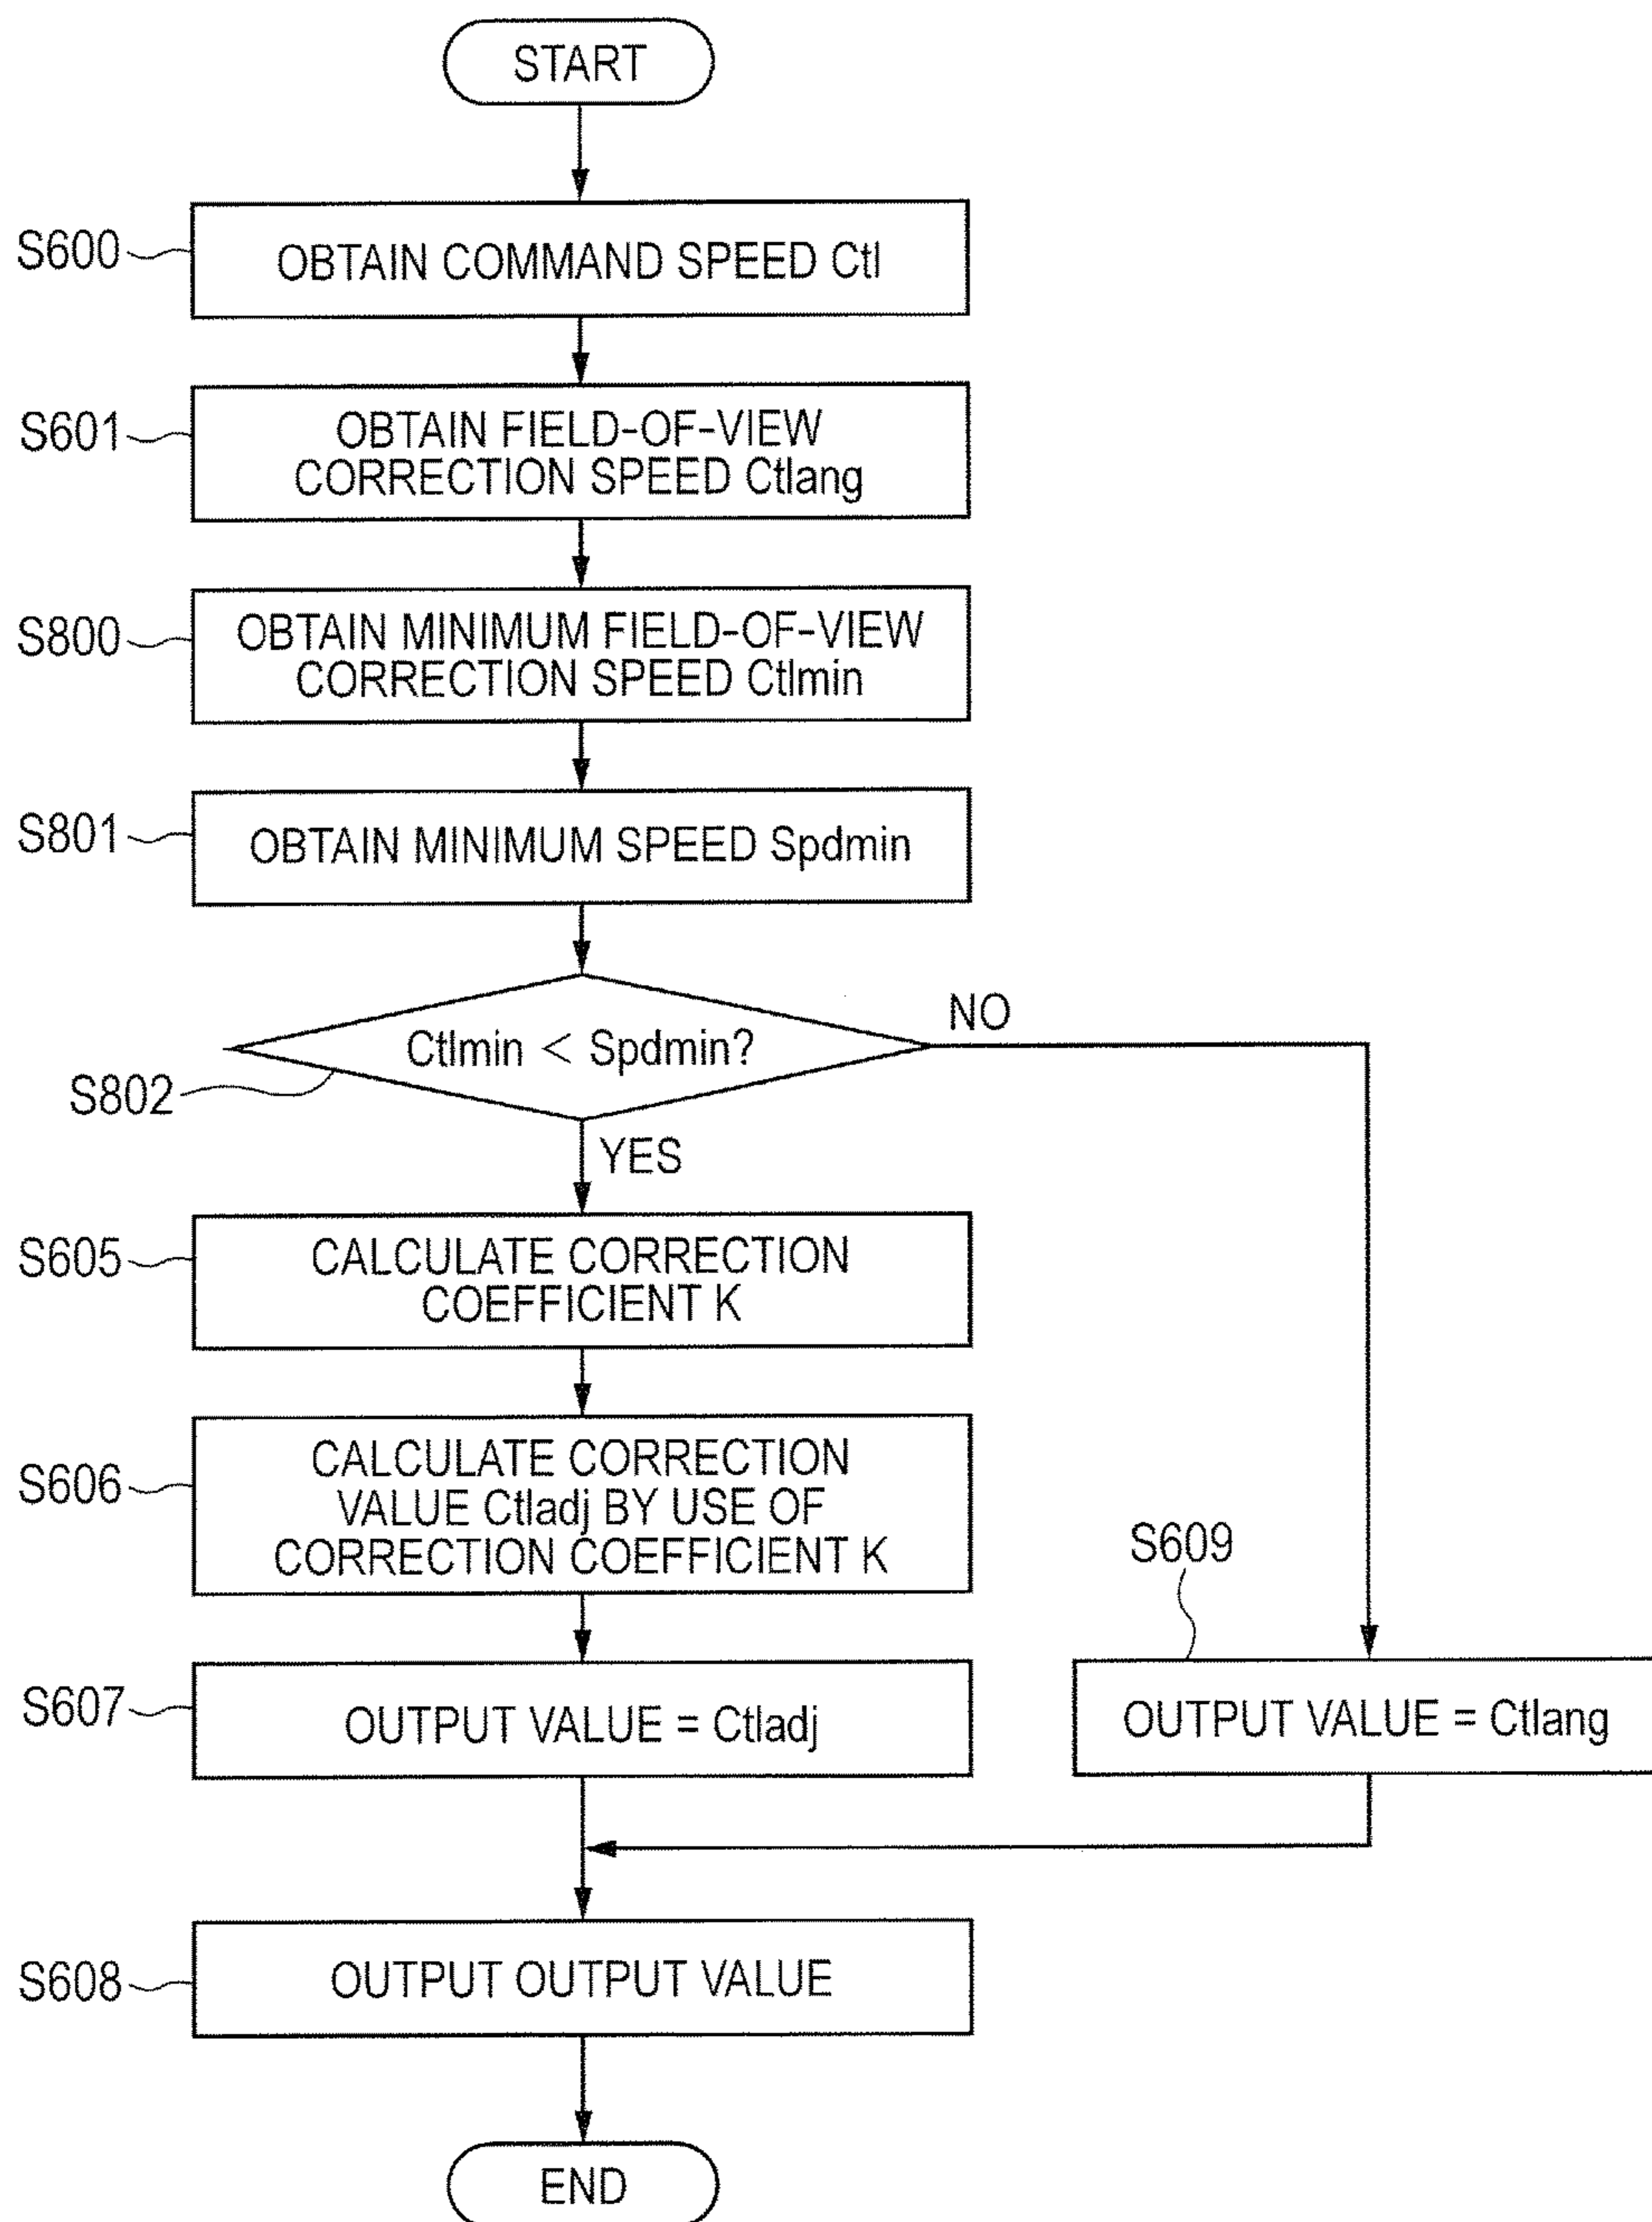 START
S600
OBTAIN COMMAND SPEED Ctl
S601
OBTAIN FIELD-OF-VIEW
CORRECTION SPEED Ctlang
S800
OBTAIN MINIMUM FIELD-OF-VIEW
CORRECTION SPEED Ctlmin
S801
OBTAIN MINIMUM SPEED Spdmin
S802
Ctlmin < Spdmin?
NO
YES
S605
CALCULATE CORRECTION
COEFFICIENT K
S606
CALCULATE CORRECTION
VALUE Ctladj BY USE OF
CORRECTION COEFFICIENT K
S607
OUTPUT VALUE = Ctladj
S609
OUTPUT VALUE = Ctlang
S608
OUTPUT OUTPUT VALUE
END